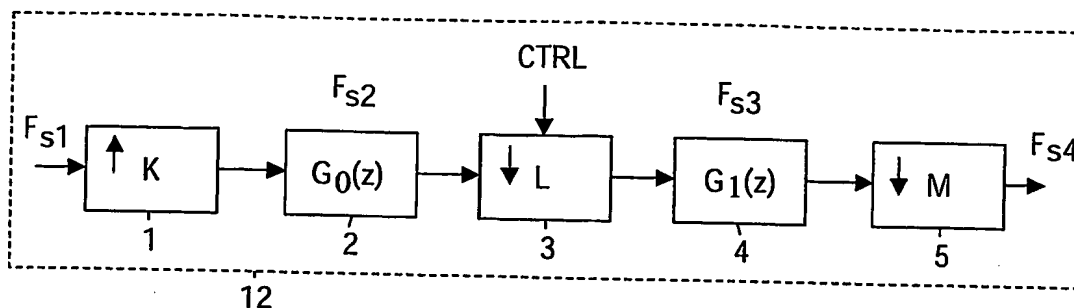 CTRL
Fs1 Fs2 Fs3 Fs4
↑ K G0(z) ↓ L G1(z) ↓ M
1 2 3 4 5
12